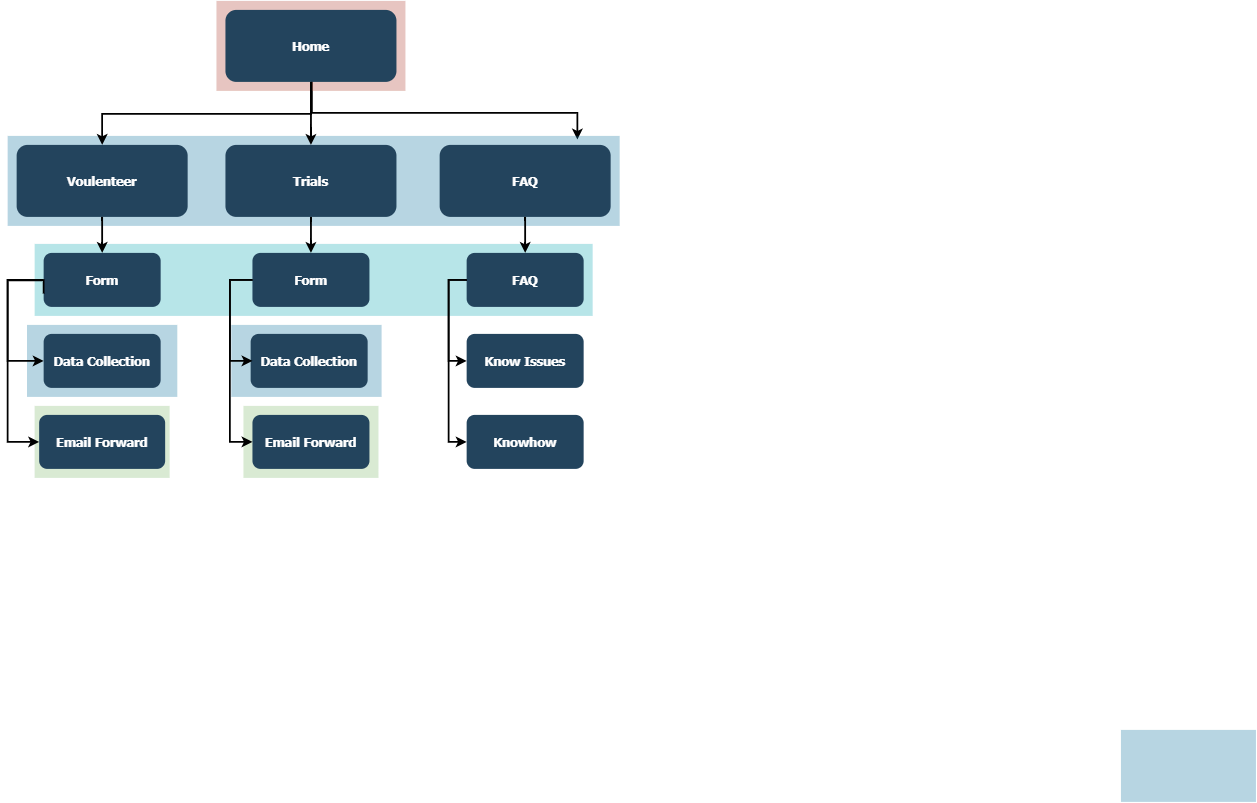 Home
Voulenteer
Trials
FAQ
Form
Form
FAQ
Data Collection
Data Collection
Know Issues
Email Forward
Email Forward
Knowhow